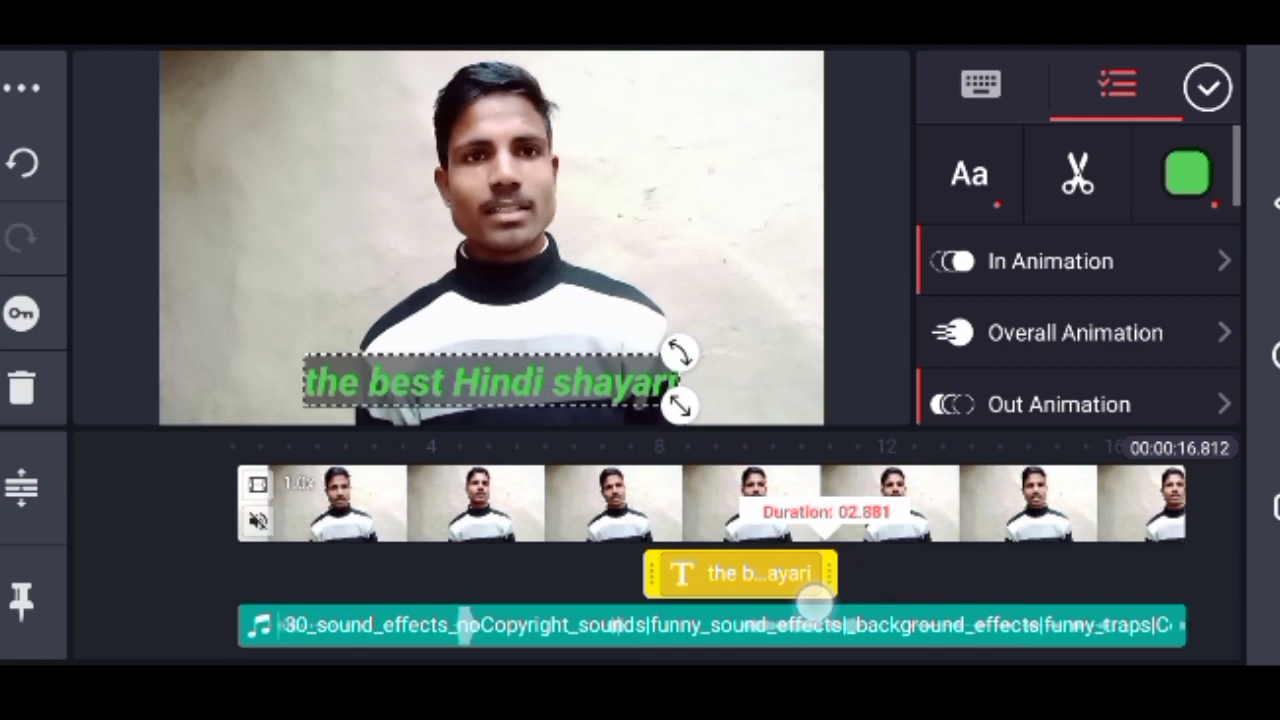 Aa
In Animation
Overall Animation
Out Animation
the best Hindi shayari
4 8 12 16 00:00:16.812
1.0x
Duration: 02.881
T the b...ayari
30_sound_effects_noCopyright_sounds|funny_sound_effects|_background_effects|funny_traps|C